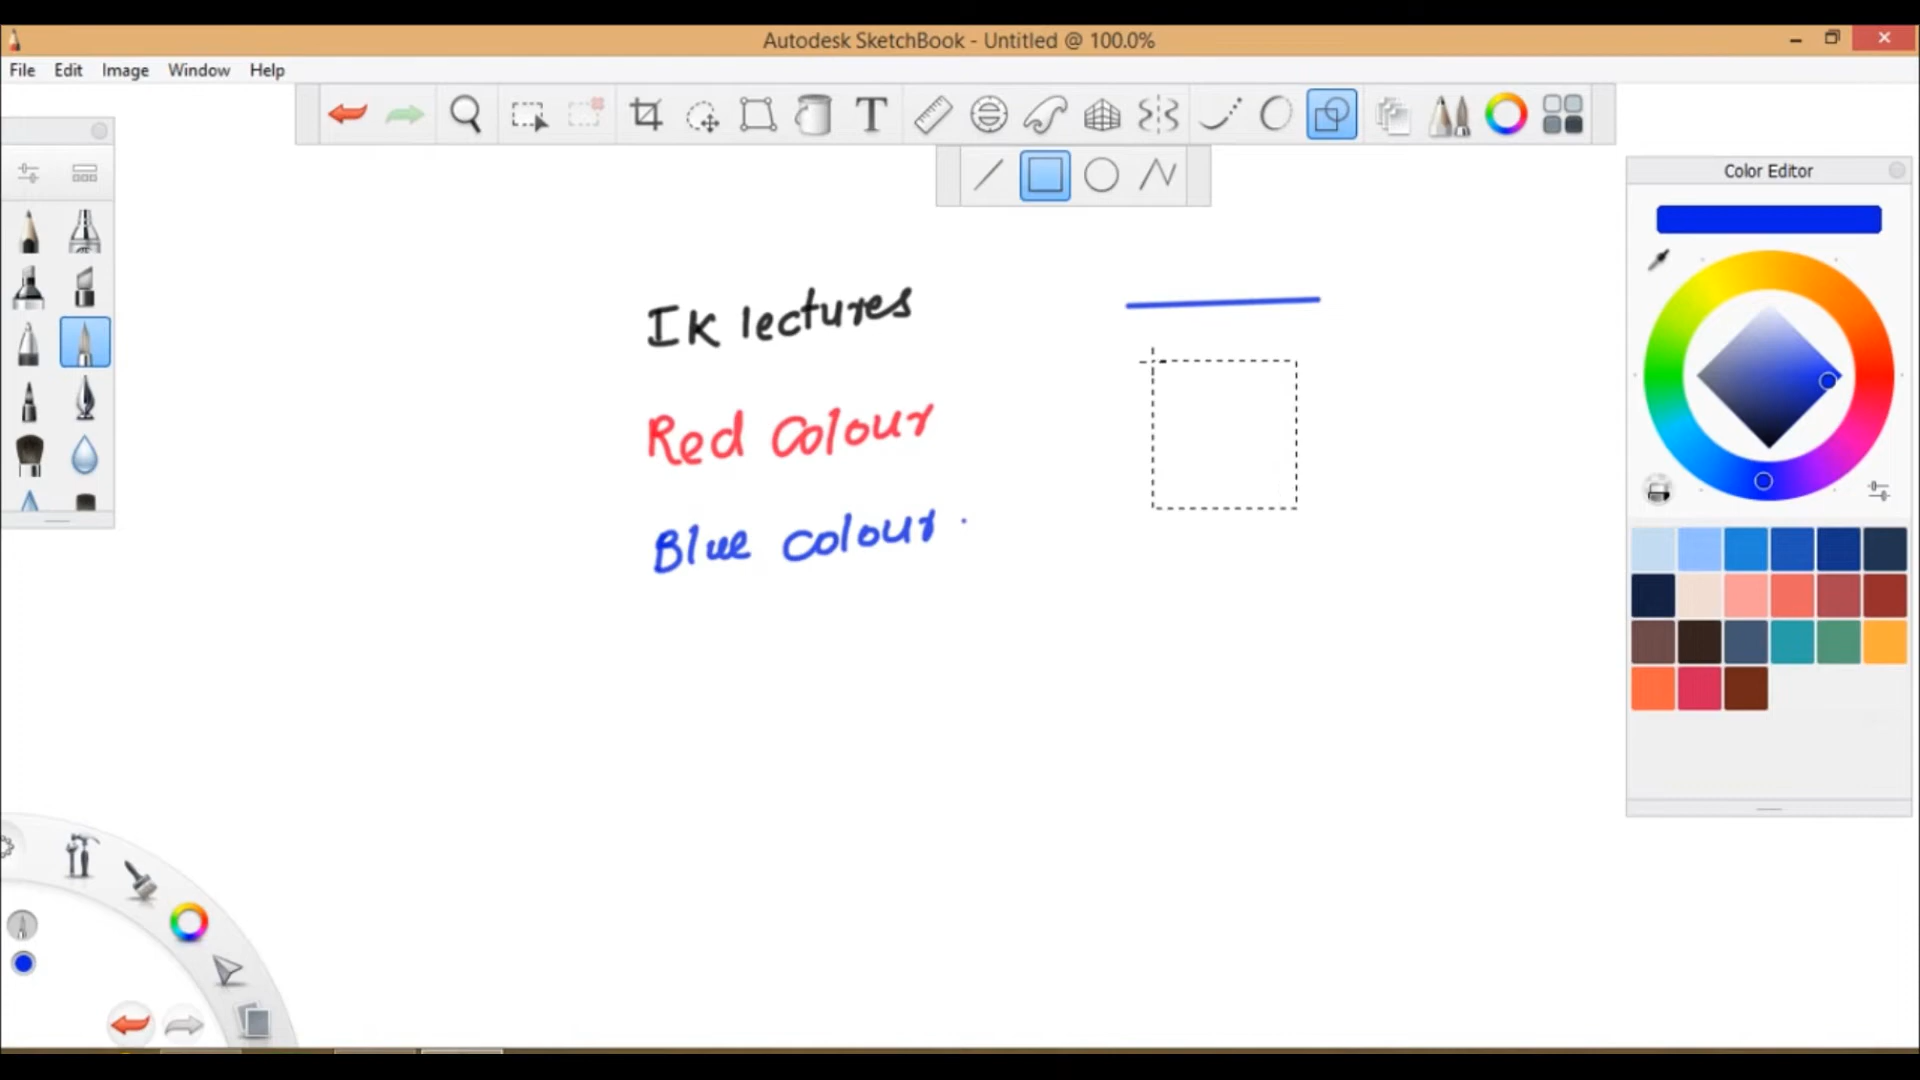 Autodesk SketchBook - Untitled @ 100.0%
File Edit Image Window Help
T
Color Editor
IK lectures
Red Colour
Blue colour .